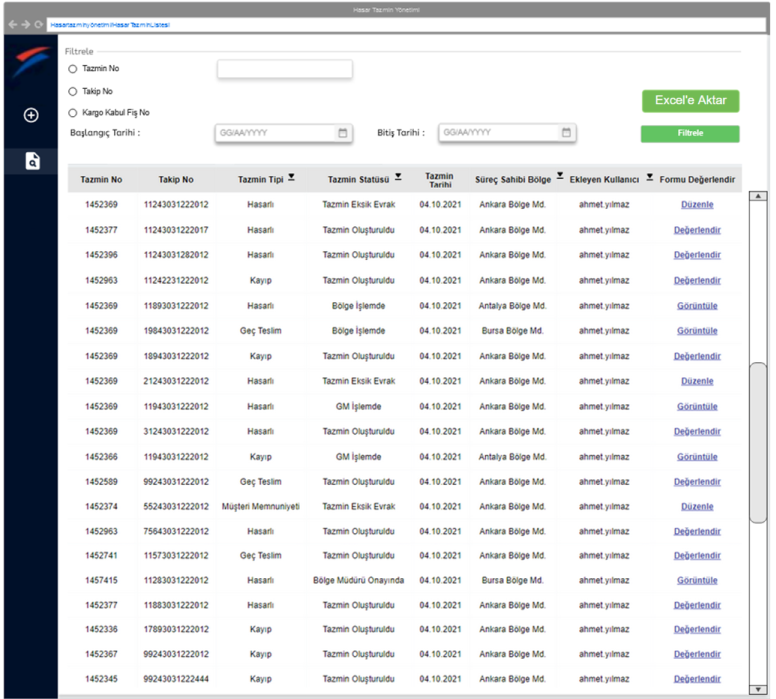 Hasar Tazmin Yönetimi
Hasartazminyönetimi/HasarTazminListesi
Filtrele
Tazmin No
Takip No
Kargo Kabul Fiş No
Excel'e Aktar
Başlangıç Tarihi : GG/AA/YYYY Bitiş Tarihi : GG/AA/YYYY Filtrele
Tazmin No Takip No Tazmin Tipi Tazmin Statüsü Tazmin Tarihi Süreç Sahibi Bölge Ekleyen Kullanıcı Formu Değerlendir
1452369 11243031222012 Hasarlı Tazmin Eksik Evrak 04.10.2021 Ankara Bölge Md. ahmet.yılmaz Düzenle
1452377 11243031222017 Hasarlı Tazmin Oluşturuldu 04.10.2021 Ankara Bölge Md. ahmet.yılmaz Değerlendir
1452396 11243031282012 Hasarlı Tazmin Oluşturuldu 04.10.2021 Ankara Bölge Md. ahmet.yılmaz Değerlendir
1452963 11242231222012 Kayıp Tazmin Oluşturuldu 04.10.2021 Ankara Bölge Md. ahmet.yılmaz Değerlendir
1452369 11893031222012 Hasarlı Bölge İşlemde 04.10.2021 Antalya Bölge Md. ahmet.yılmaz Görüntüle
1452369 19843031222012 Geç Teslim Bölge İşlemde 04.10.2021 Bursa Bölge Md. ahmet.yılmaz Görüntüle
1452369 18943031222012 Kayıp Tazmin Oluşturuldu 04.10.2021 Ankara Bölge Md. ahmet.yılmaz Değerlendir
1452369 21243031222012 Hasarlı Tazmin Eksik Evrak 04.10.2021 Ankara Bölge Md. ahmet.yılmaz Düzenle
1452369 11943031222012 Hasarlı GM İşlemde 04.10.2021 Ankara Bölge Md. ahmet.yılmaz Görüntüle
1452369 31243031222012 Hasarlı Tazmin Oluşturuldu 04.10.2021 Ankara Bölge Md. ahmet.yılmaz Değerlendir
1452366 11943031222012 Kayıp GM İşlemde 04.10.2021 Antalya Bölge Md. ahmet.yılmaz Görüntüle
1452589 99243031222012 Geç Teslim Tazmin Oluşturuldu 04.10.2021 Ankara Bölge Md. ahmet.yılmaz Değerlendir
1452374 55243031222012 Müşteri Memnuniyeti Tazmin Eksik Evrak 04.10.2021 Ankara Bölge Md. ahmet.yılmaz Düzenle
1452963 75643031222012 Hasarlı Tazmin Oluşturuldu 04.10.2021 Ankara Bölge Md. ahmet.yılmaz Değerlendir
1452741 11573031222012 Geç Teslim Tazmin Oluşturuldu 04.10.2021 Ankara Bölge Md. ahmet.yılmaz Değerlendir
1457415 11283031222012 Hasarlı Bölge Müdürü Onayında 04.10.2021 Bursa Bölge Md. ahmet.yılmaz Görüntüle
1452377 11883031222012 Hasarlı Tazmin Oluşturuldu 04.10.2021 Ankara Bölge Md. ahmet.yılmaz Değerlendir
1452336 17893031222012 Kayıp Tazmin Oluşturuldu 04.10.2021 Ankara Bölge Md. ahmet.yılmaz Değerlendir
1452367 99243031222012 Kayıp Tazmin Oluşturuldu 04.10.2021 Ankara Bölge Md. ahmet.yılmaz Değerlendir
1452345 99243031222444 Kayıp Tazmin Oluşturuldu 04.10.2021 Ankara Bölge Md. ahmet.yılmaz Değerlendir